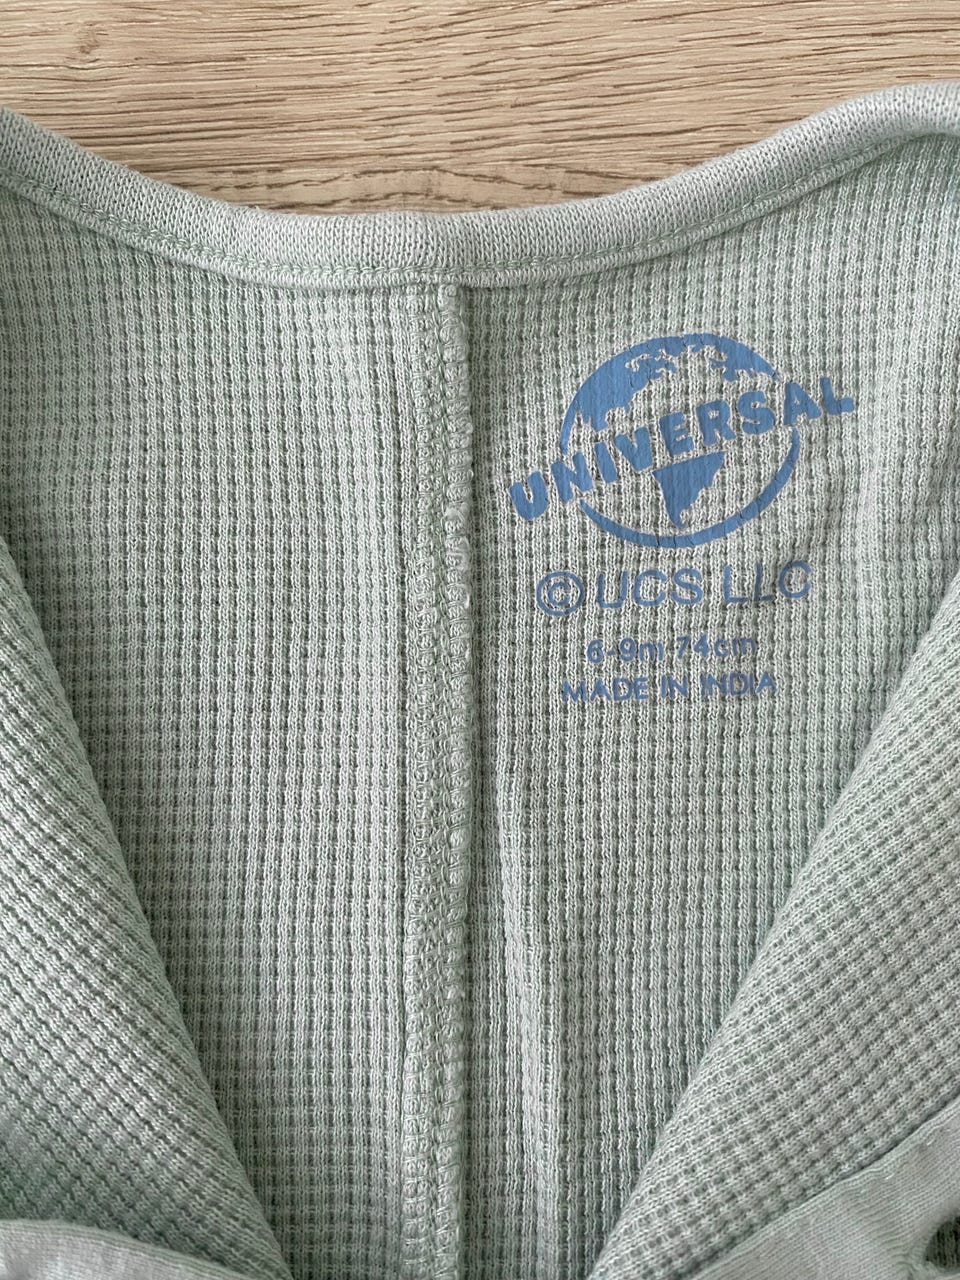 UNIVERSAL
© UCS LLC
6-9m 74cm
MADE IN INDIA